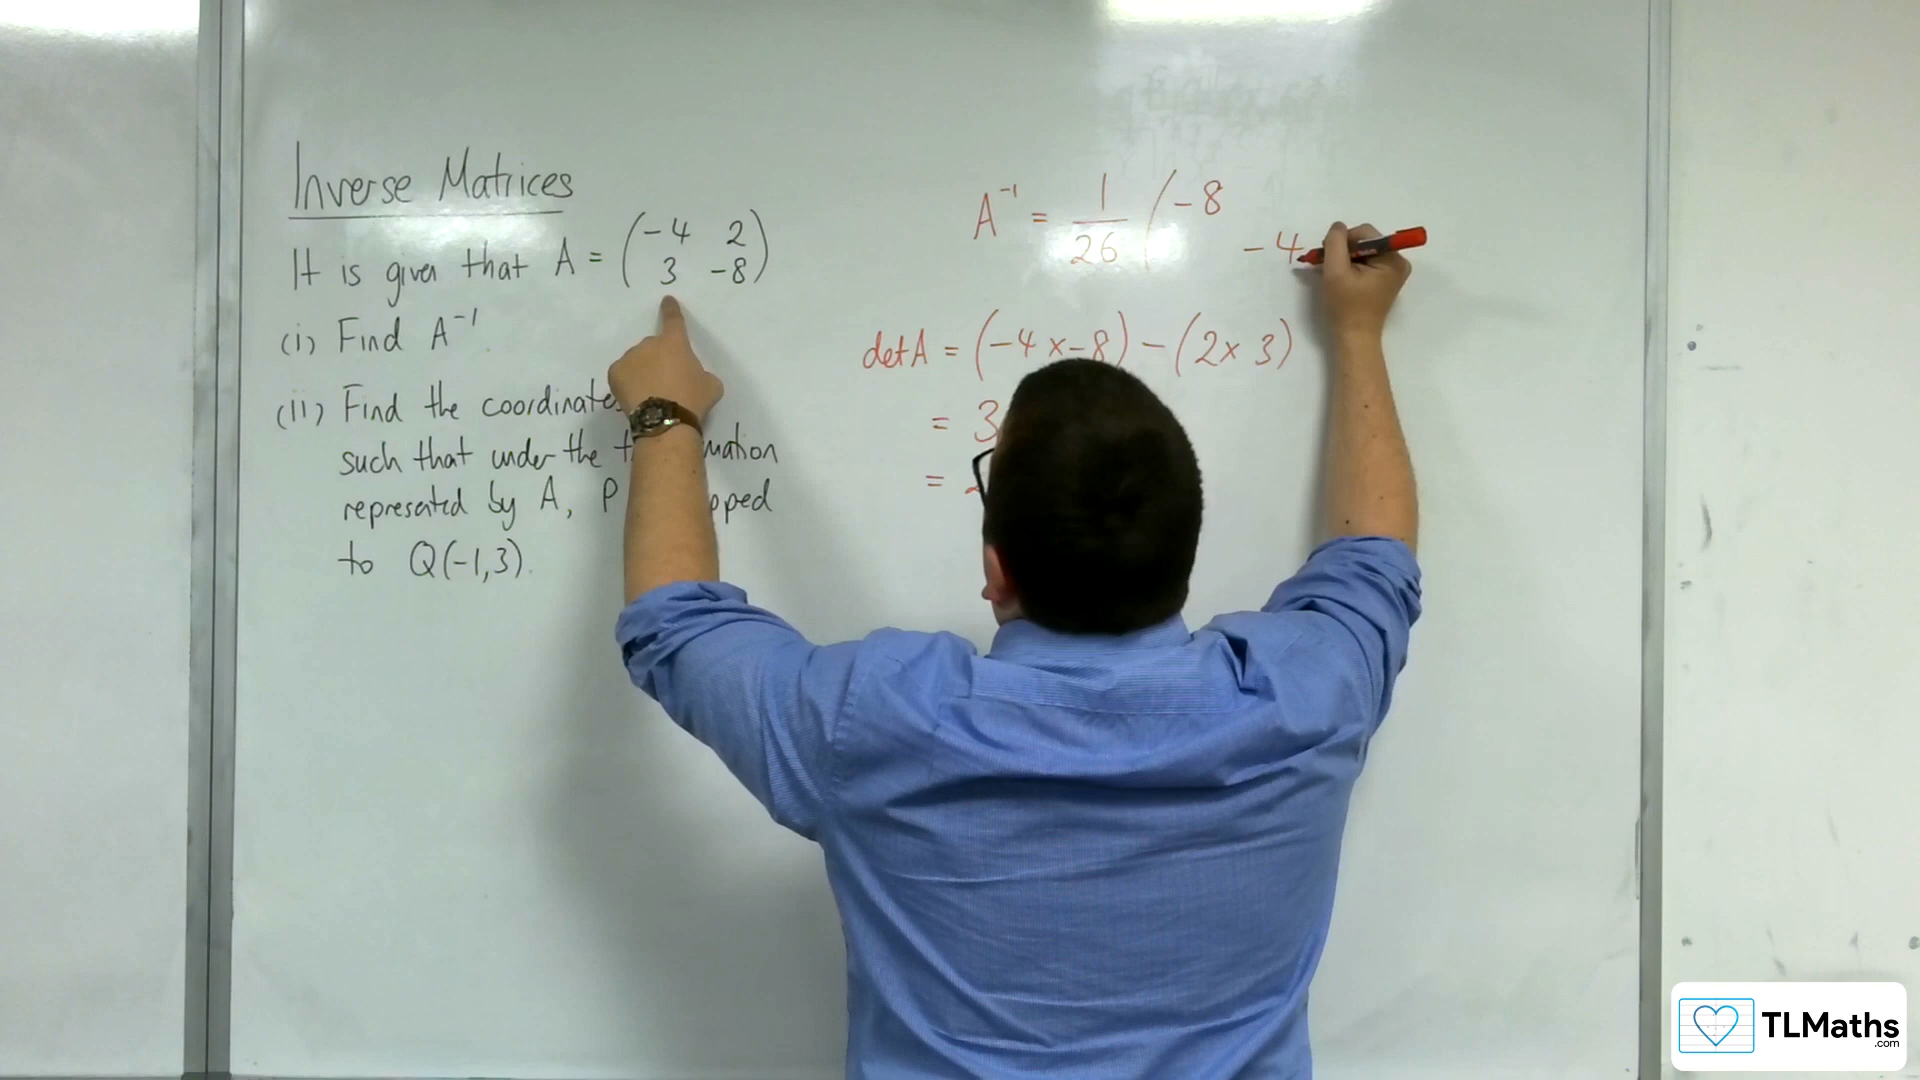 Inverse Matrices
It is given that A = (-4 2
3 -8)
(i) Find A⁻¹.
(ii) Find the coordinates
such that under the
represented by A, P
to Q(-1,3).
A⁻¹ = 1/26 (-8
-4
detA = (-4 x -8) - (2 x 3)
= 3
=
TLMaths
.com